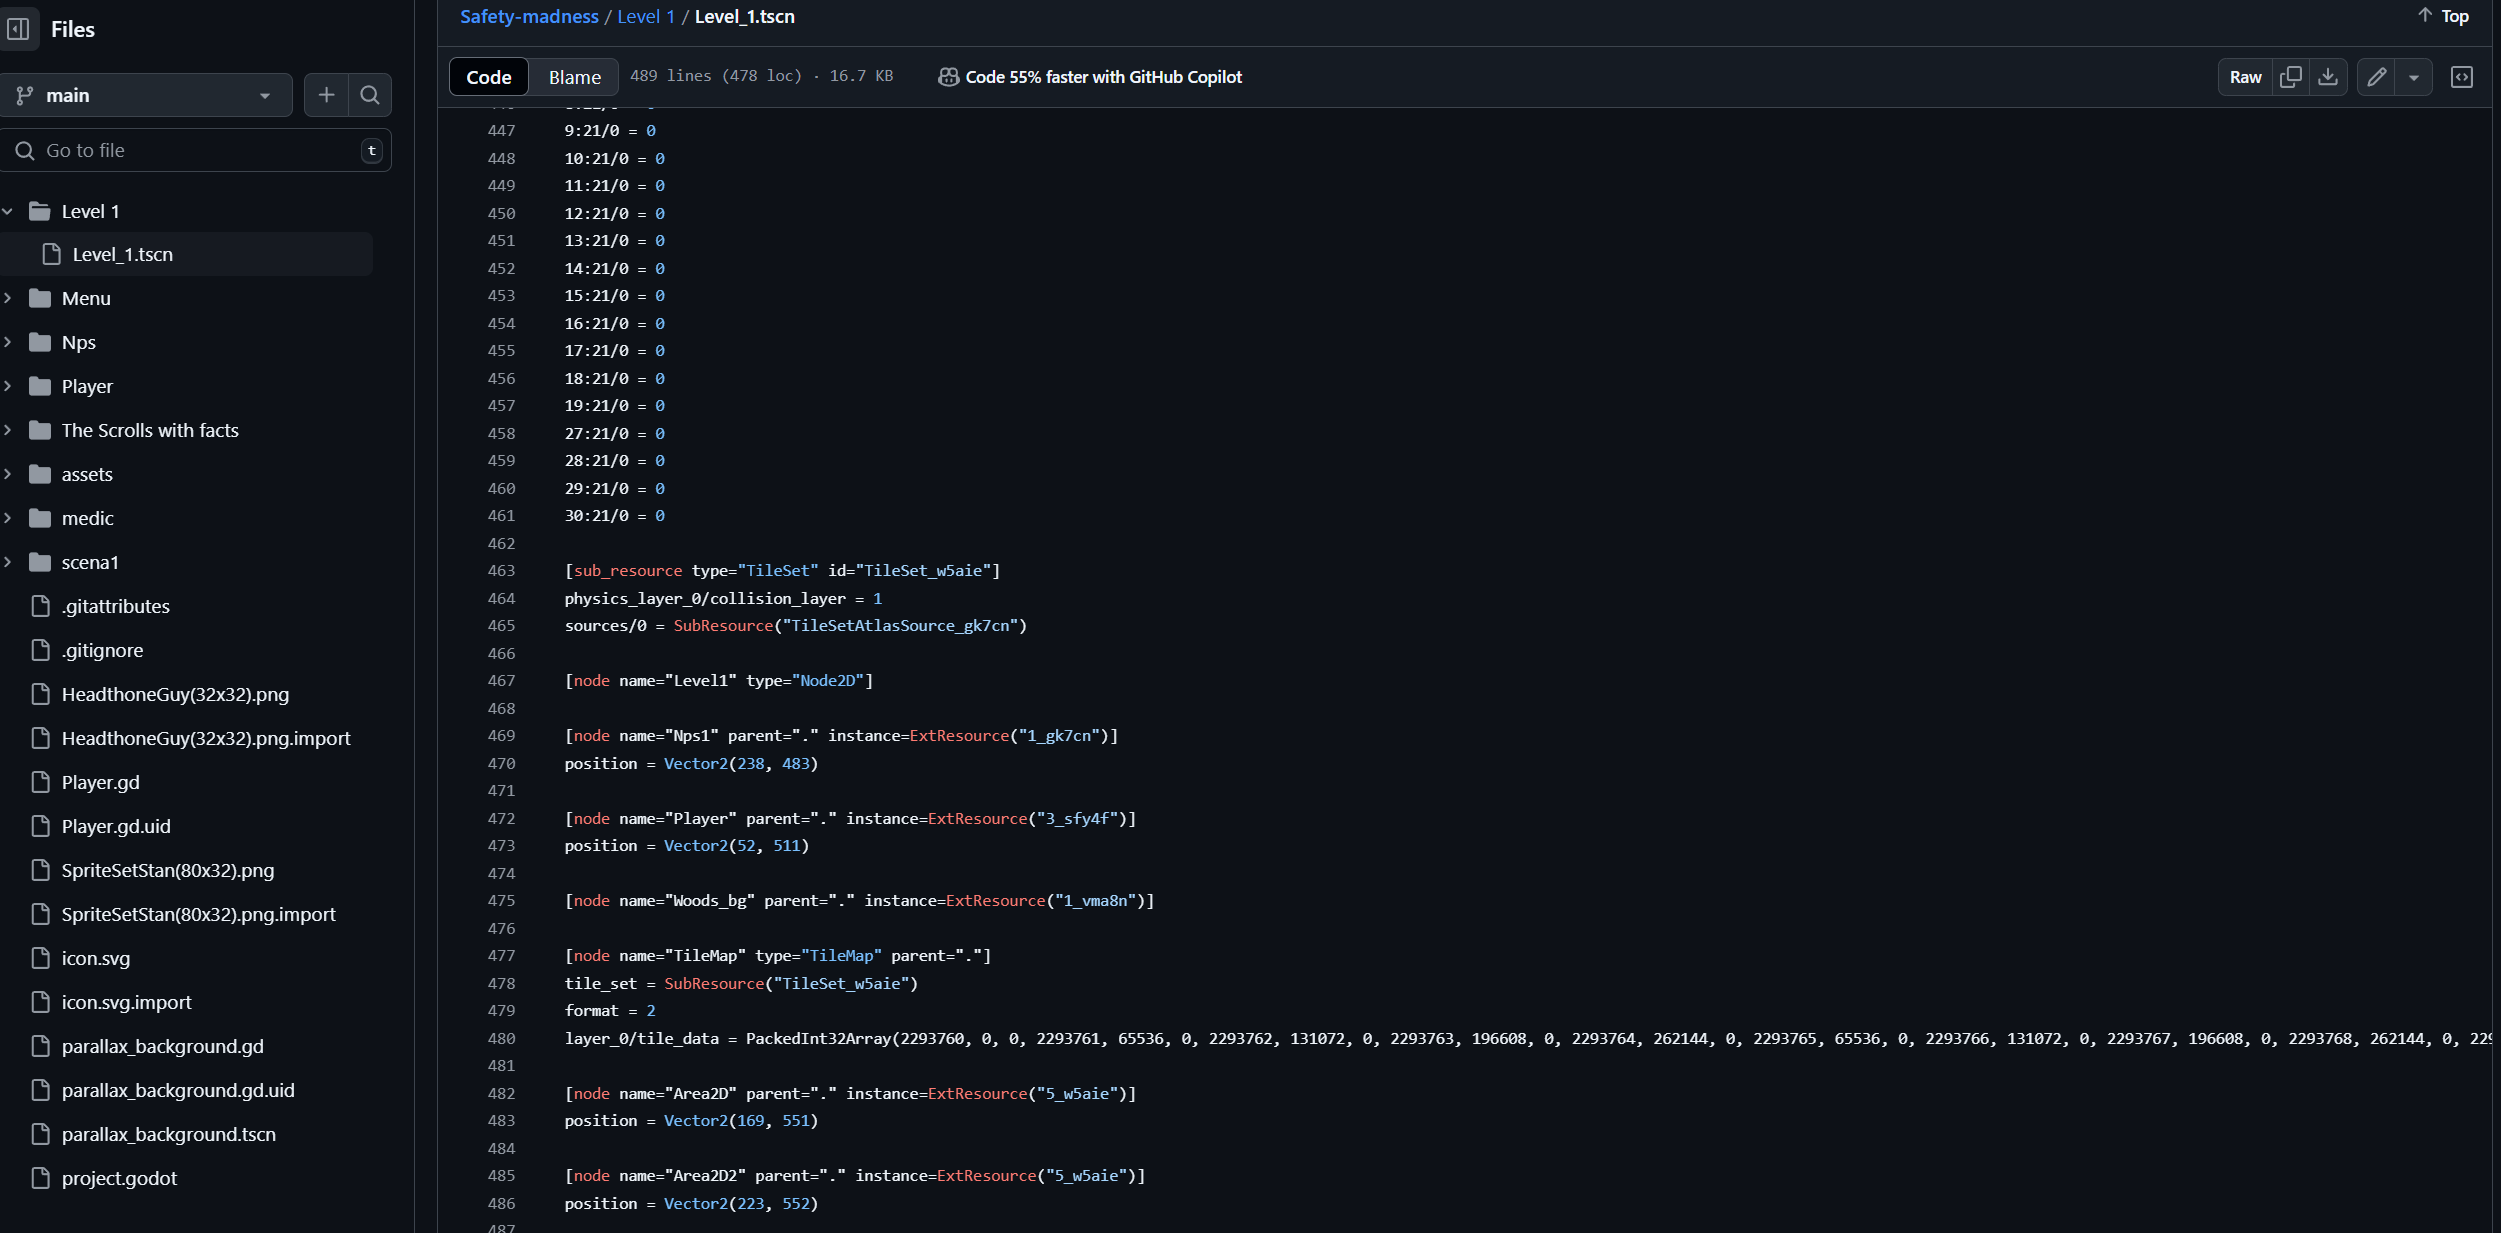 Files
main
Go to file
t
Level 1
Level_1.tscn
Menu
Nps
Player
The Scrolls with facts
assets
medic
scena1
.gitattributes
.gitignore
HeadthoneGuy(32x32).png
HeadthoneGuy(32x32).png.import
Player.gd
Player.gd.uid
SpriteSetStan(80x32).png
SpriteSetStan(80x32).png.import
icon.svg
icon.svg.import
parallax_background.gd
parallax_background.gd.uid
parallax_background.tscn
project.godot
Safety-madness / Level 1 / Level_1.tscn
Top
Code Blame 489 lines (478 loc) · 16.7 KB Code 55% faster with GitHub Copilot
Raw
447 9:21/0 = 0
448 10:21/0 = 0
449 11:21/0 = 0
450 12:21/0 = 0
451 13:21/0 = 0
452 14:21/0 = 0
453 15:21/0 = 0
454 16:21/0 = 0
455 17:21/0 = 0
456 18:21/0 = 0
457 19:21/0 = 0
458 27:21/0 = 0
459 28:21/0 = 0
460 29:21/0 = 0
461 30:21/0 = 0
462
463 [sub_resource type="TileSet" id="TileSet_w5aie"]
464 physics_layer_0/collision_layer = 1
465 sources/0 = SubResource("TileSetAtlasSource_gk7cn")
466
467 [node name="Level1" type="Node2D"]
468
469 [node name="Nps1" parent="." instance=ExtResource("1_gk7cn")]
470 position = Vector2(238, 483)
471
472 [node name="Player" parent="." instance=ExtResource("3_sfy4f")]
473 position = Vector2(52, 511)
474
475 [node name="Woods_bg" parent="." instance=ExtResource("1_vma8n")]
476
477 [node name="TileMap" type="TileMap" parent="."]
478 tile_set = SubResource("TileSet_w5aie")
479 format = 2
480 layer_0/tile_data = PackedInt32Array(2293760, 0, 0, 2293761, 65536, 0, 2293762, 131072, 0, 2293763, 196608, 0, 2293764, 262144, 0, 2293765, 65536, 0, 2293766, 131072, 0, 2293767, 196608, 0, 2293768, 262144, 0,
481
482 [node name="Area2D" parent="." instance=ExtResource("5_w5aie")]
483 position = Vector2(169, 551)
484
485 [node name="Area2D2" parent="." instance=ExtResource("5_w5aie")]
486 position = Vector2(223, 552)
487